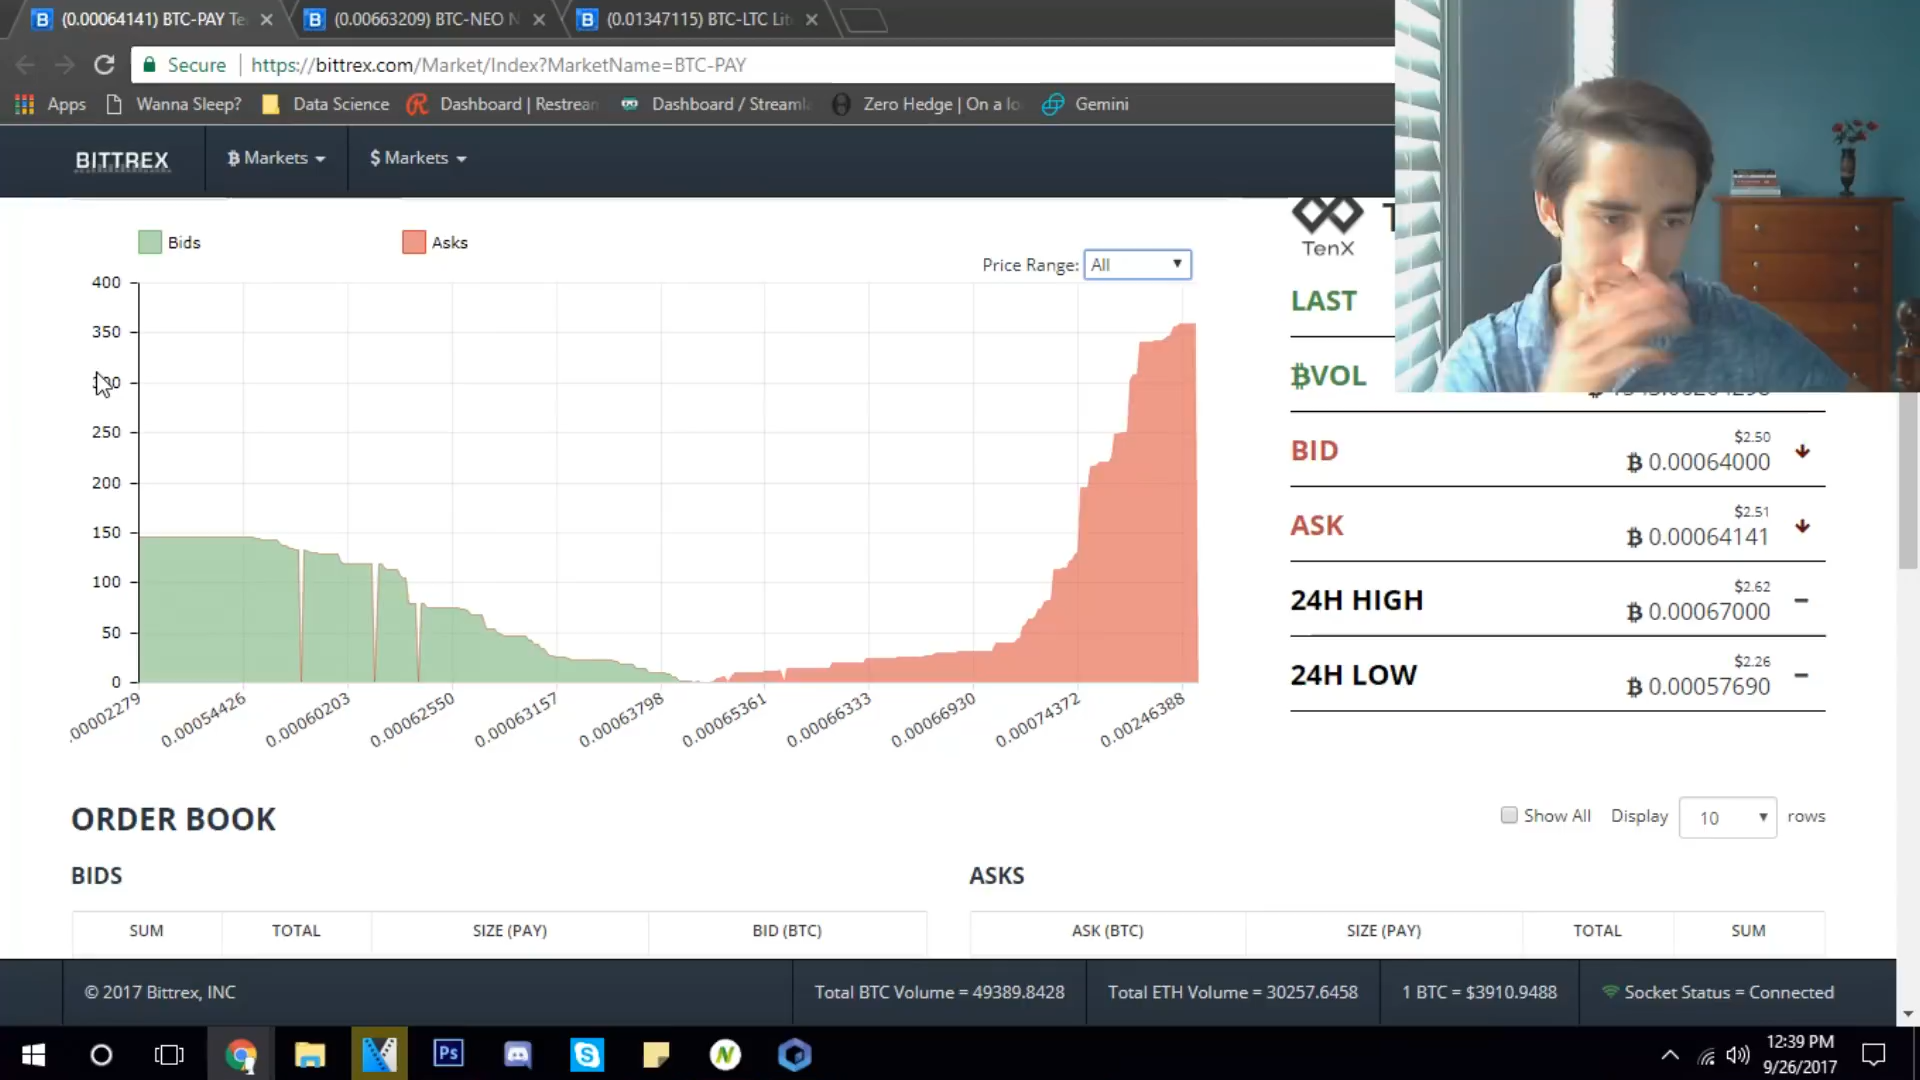 (0.00064141) BTC-PAY Te
(0.00663209) BTC-NEO N
(0.01347115) BTC-LTC Lit
Secure
https://bittrex.com/Market/Index?MarketName=BTC-PAY
Apps
Wanna Sleep?
Data Science
Dashboard | Restrean
Dashboard / Streaml
Zero Hedge | On a lo
Gemini
BITTREX
Markets
$ Markets
Bids
Asks
Price Range: All
TenX
400
350
250
200
150
100
50
0
.00002279
0.00054426
0.00060203
0.00062550
0.00063157
0.00063798
0.00065361
0.00066333
0.00066930
0.00074372
0.00246388
LAST
₿VOL
BID
$2.50
₿ 0.00064000
ASK
$2.51
₿ 0.00064141
24H HIGH
$2.62
₿ 0.00067000
24H LOW
$2.26
₿ 0.00057690
ORDER BOOK
Show All Display 10 rows
BIDS
ASKS
SUM TOTAL SIZE (PAY) BID (BTC)
ASK (BTC) SIZE (PAY) TOTAL SUM
© 2017 Bittrex, INC
Total BTC Volume = 49389.8428
Total ETH Volume = 30257.6458
1 BTC = $3910.9488
Socket Status = Connected
Ps
N
12:39 PM
9/26/2017